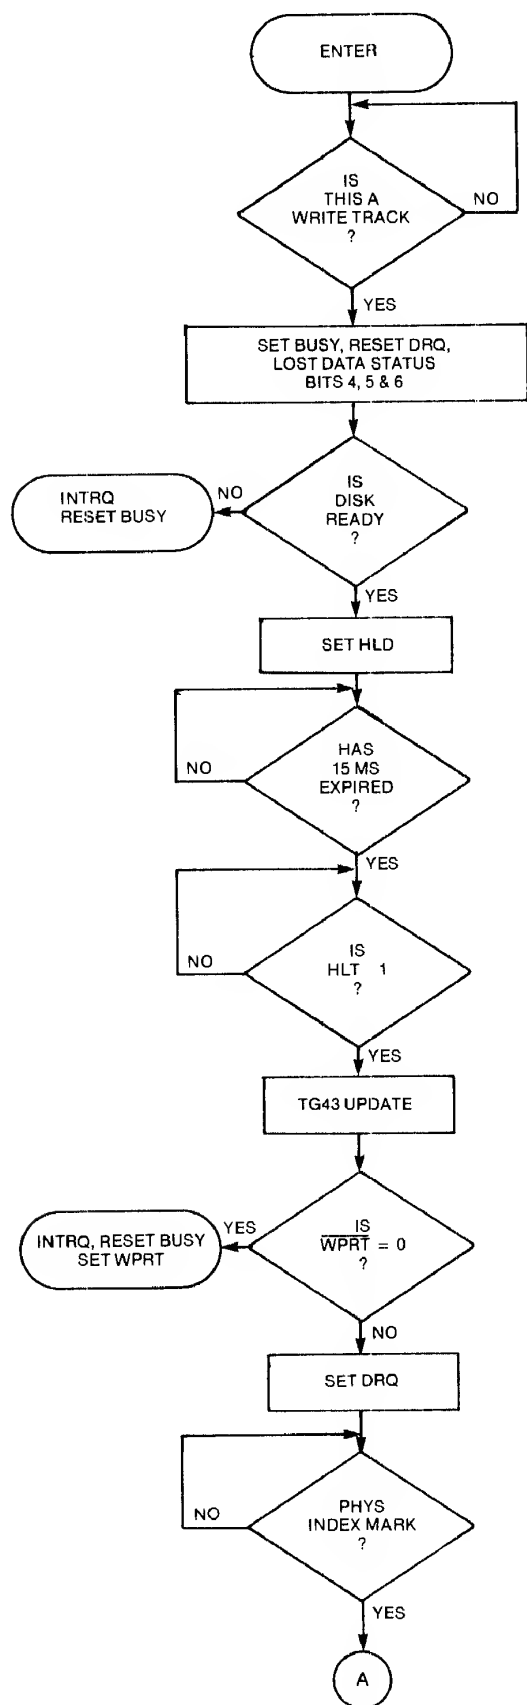 ENTER
IS
THIS A
WRITE TRACK
?
NO
YES
SET BUSY, RESET DRQ,
LOST DATA STATUS
BITS 4, 5 & 6
IS
DISK
READY
?
NO
INTRQ
RESET BUSY
YES
SET HLD
HAS
15 MS
EXPIRED
?
NO
YES
IS
HLT 1
?
NO
YES
TG43 UPDATE
IS
WPRT = 0
?
YES
INTRQ, RESET BUSY
SET WPRT
NO
SET DRQ
PHYS
INDEX MARK
?
NO
YES
A